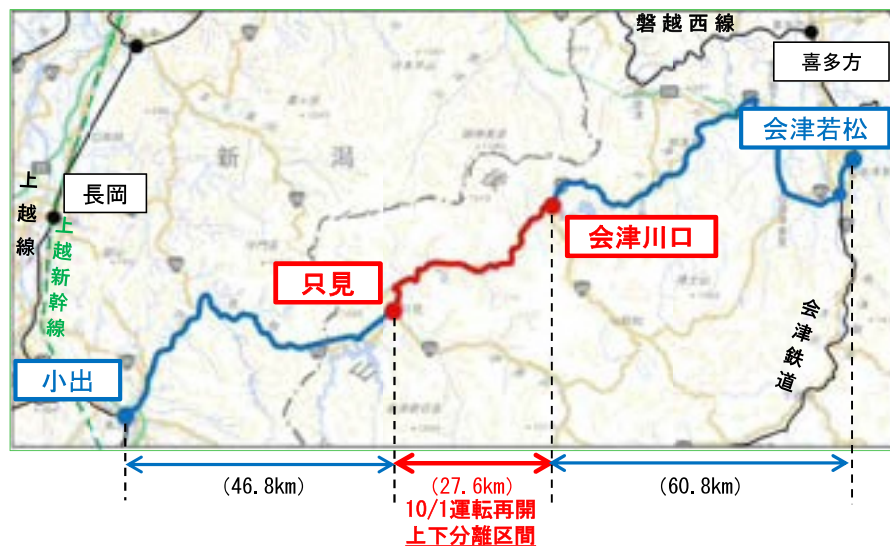 磐越西線
喜多方
会津若松
上越線
長岡
上越新幹線
新潟
会津川口
只見
会津鉄道
小出
(46.8km)
(27.6km)
(60.8km)
10/1運転再開
上下分離区間